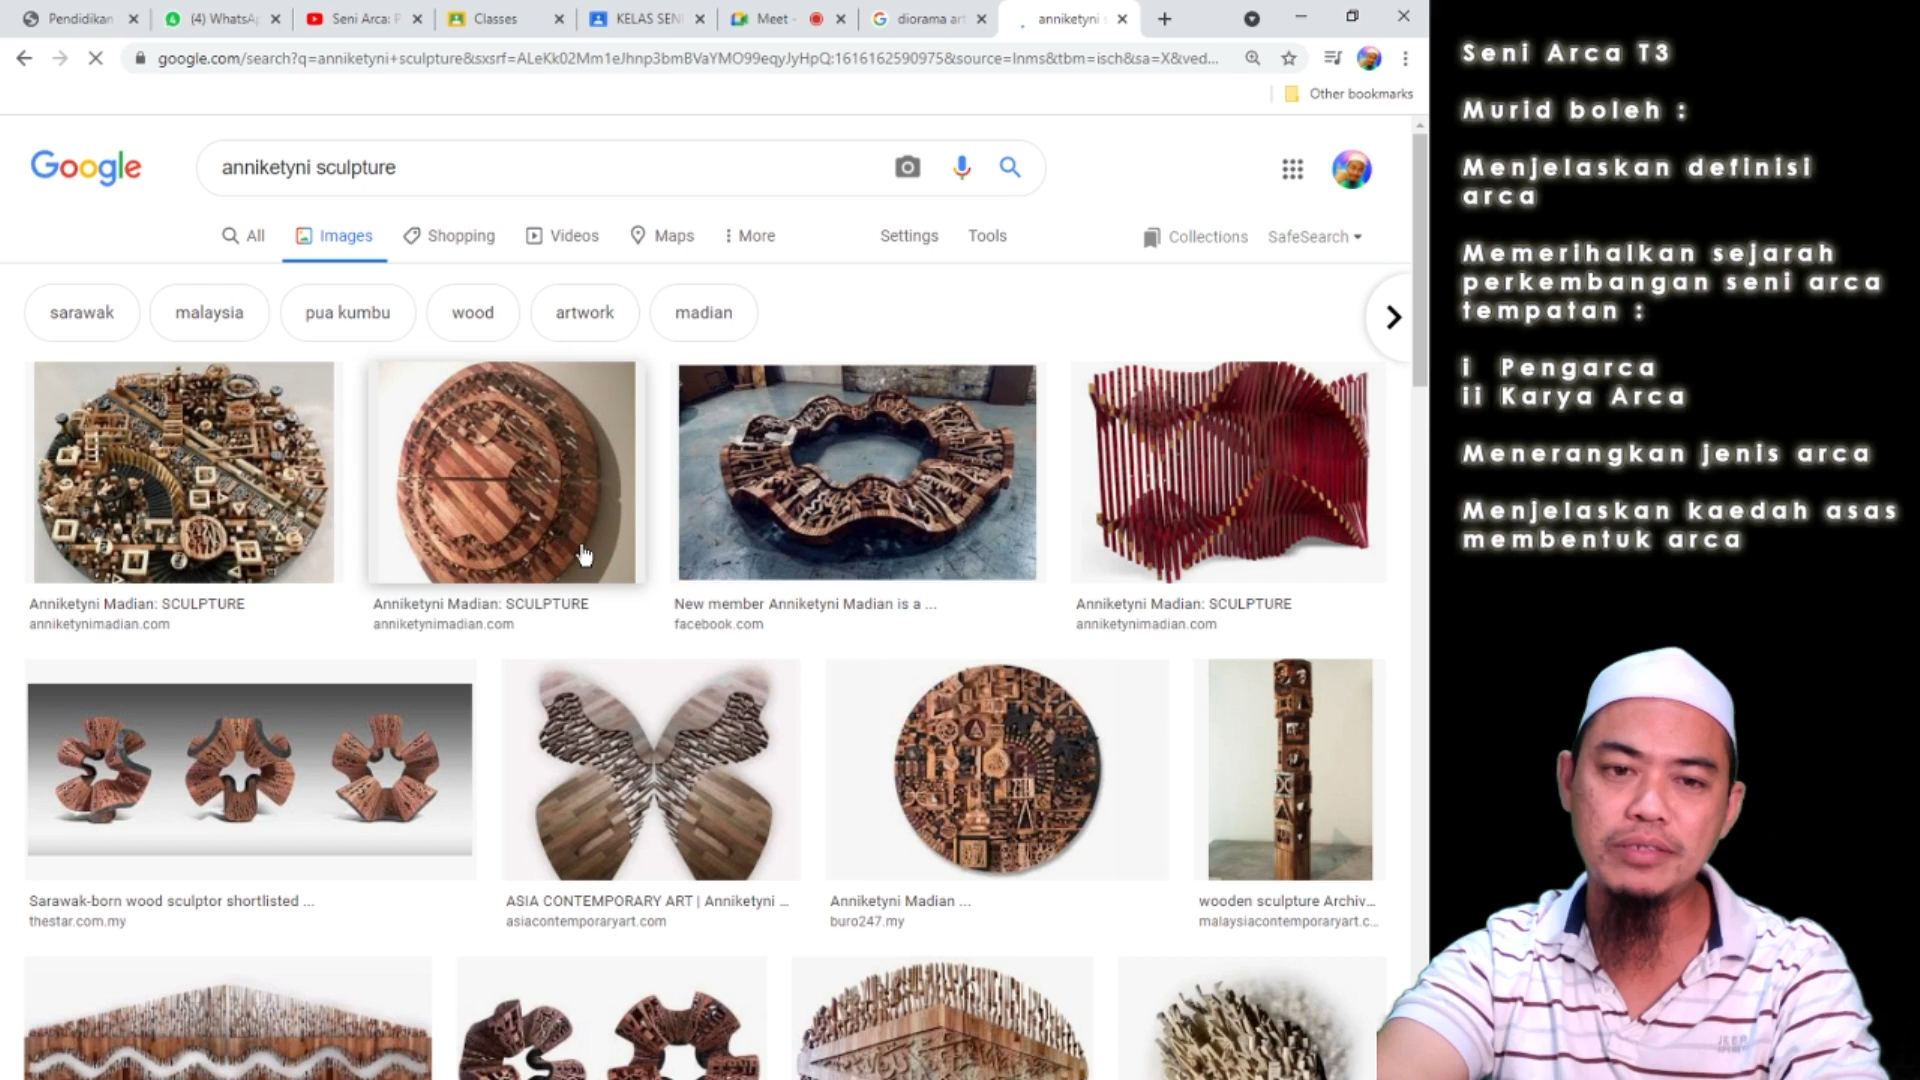 Pendidikan
(4) WhatsA
Seni Arca: P
Classes
KELAS SEN
Meet -
diorama art
anniketyni s
google.com/search?q=anniketyni+sculpture&sxsrf=ALeKk02Mm1eJhnp3bmBVaYMO99eqyJyHpQ:1616162590975&source=lnms&tbm=isch&sa=X&ved...
Other bookmarks
Google
anniketyni sculpture
All
Images
Shopping
Videos
Maps
More
Settings
Tools
Collections
SafeSearch
sarawak
malaysia
pua kumbu
wood
artwork
madian
Anniketyni Madian: SCULPTURE
anniketynimadian.com
Anniketyni Madian: SCULPTURE
anniketynimadian.com
New member Anniketyni Madian is a ...
facebook.com
Anniketyni Madian: SCULPTURE
anniketynimadian.com
Sarawak-born wood sculptor shortlisted ...
thestar.com.my
ASIA CONTEMPORARY ART | Anniketyni ...
asiacontemporaryart.com
Anniketyni Madian ...
buro247.my
wooden sculpture Archiv...
malaysiacontemporaryart.c...
Seni Arca T3
Murid boleh :
Menjelaskan definisi
arca
Memerihalkan sejarah
perkembangan seni arca
tempatan :
i Pengarca
ii Karya Arca
Menerangkan jenis arca
Menjelaskan kaedah asas
membentuk arca